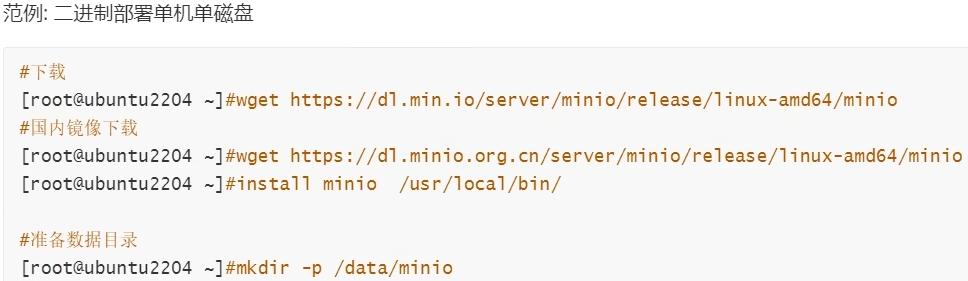 范例: 二进制部署单机单磁盘
#下载
[root@ubuntu2204 ~]#wget https://dl.min.io/server/minio/release/linux-amd64/minio
#国内镜像下载
[root@ubuntu2204 ~]#wget https://dl.minio.org.cn/server/minio/release/linux-amd64/minio
[root@ubuntu2204 ~]#install minio  /usr/local/bin/
#准备数据目录
[root@ubuntu2204 ~]#mkdir -p /data/minio